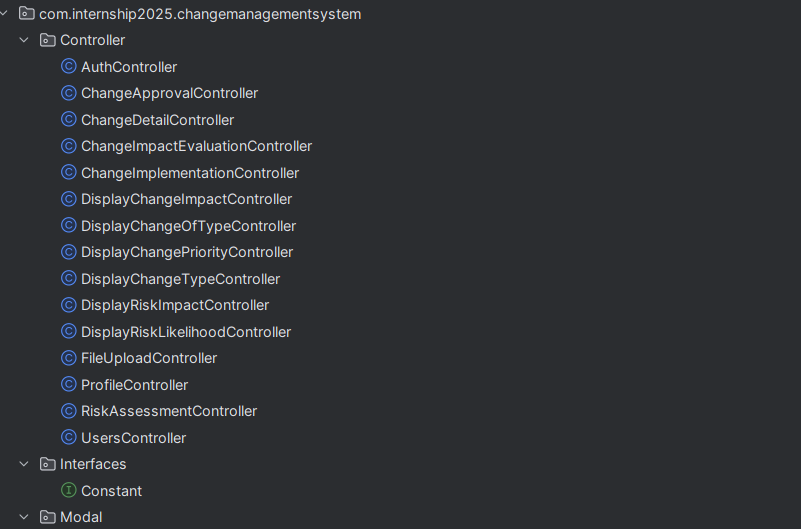 com.internship2025.changemanagementsystem
Controller
AuthController
ChangeApprovalController
ChangeDetailController
ChangeImpactEvaluationController
ChangeImplementationController
DisplayChangeImpactController
DisplayChangeOfTypeController
DisplayChangePriorityController
DisplayChangeTypeController
DisplayRiskImpactController
DisplayRiskLikelihoodController
FileUploadController
ProfileController
RiskAssessmentController
UsersController
Interfaces
Constant
Modal